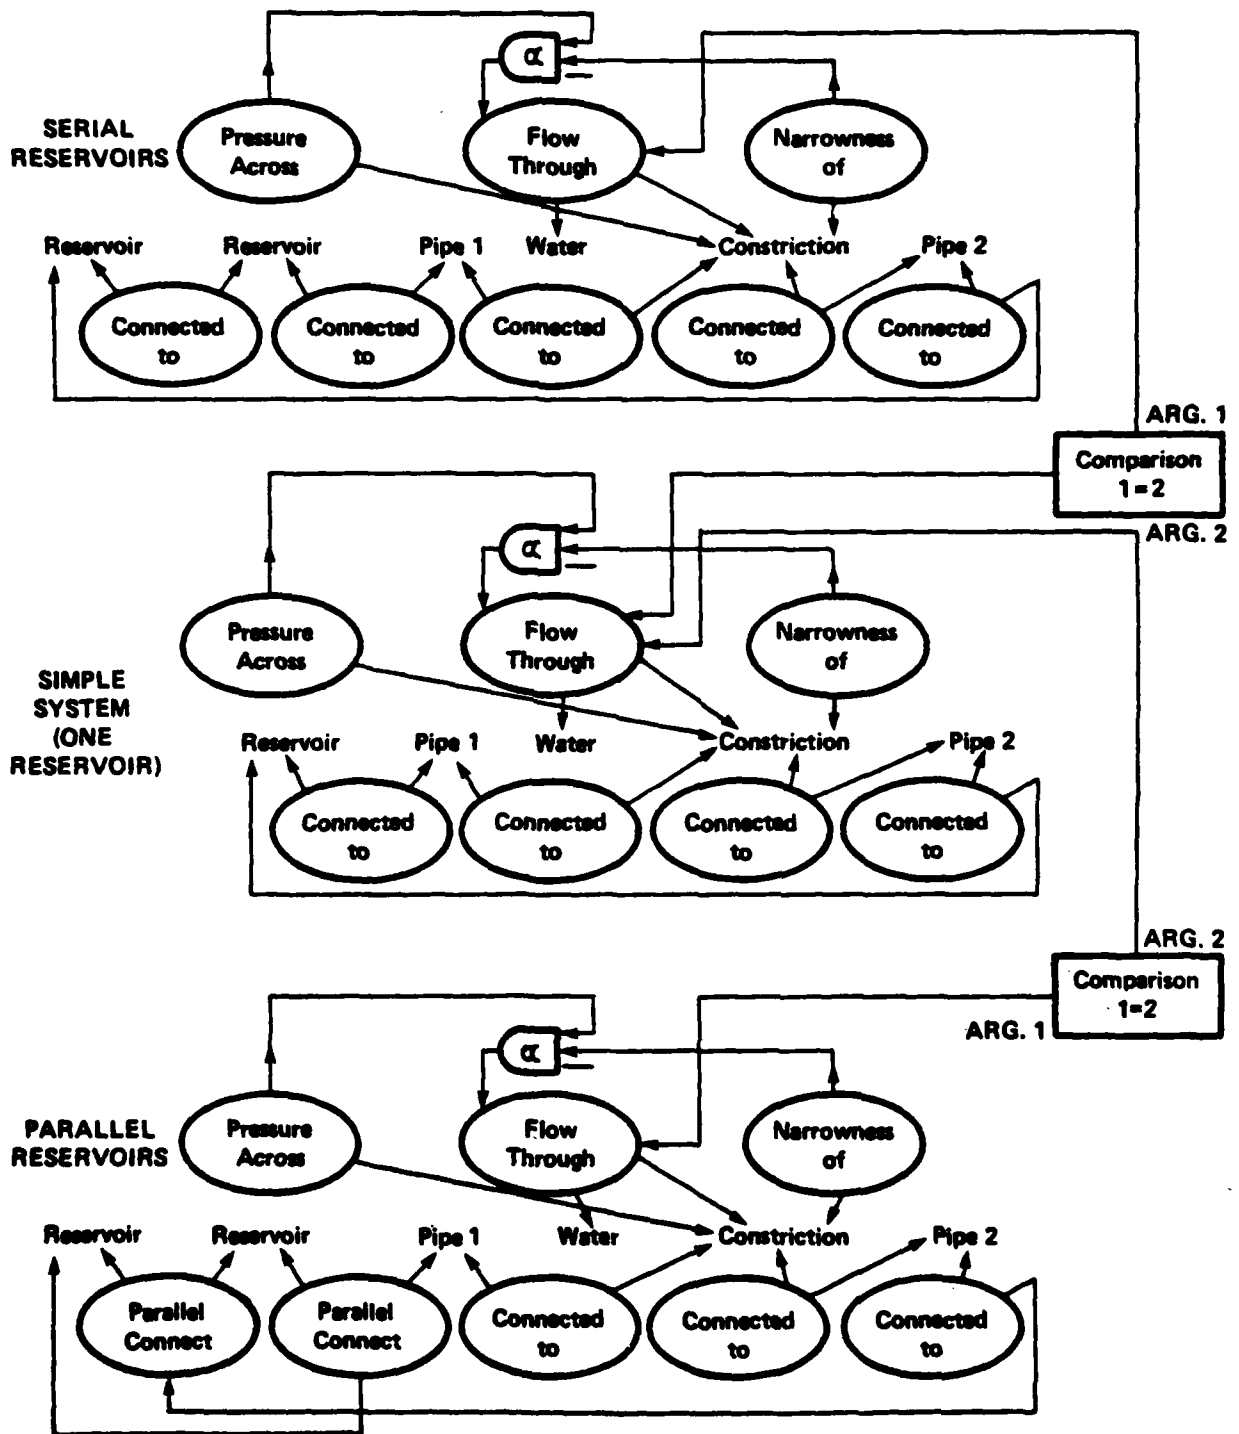 α
SERIAL
RESERVOIRS
Pressure
Across
Flow
Through
Narrowness
of
Reservoir
Reservoir
Pipe 1
Water
Constriction
Pipe 2
Connected
to
Connected
to
Connected
to
Connected
to
Connected
to
ARG. 1
Comparison
1=2
ARG. 2
α
SIMPLE
SYSTEM
(ONE
RESERVOIR)
Pressure
Across
Flow
Through
Narrowness
of
Reservoir
Pipe 1
Water
Constriction
Pipe 2
Connected
to
Connected
to
Connected
to
Connected
to
ARG. 2
Comparison
1=2
ARG. 1
α
PARALLEL
RESERVOIRS
Pressure
Across
Flow
Through
Narrowness
of
Reservoir
Reservoir
Pipe 1
Water
Constriction
Pipe 2
Parallel
Connect
Parallel
Connect
Connected
to
Connected
to
Connected
to